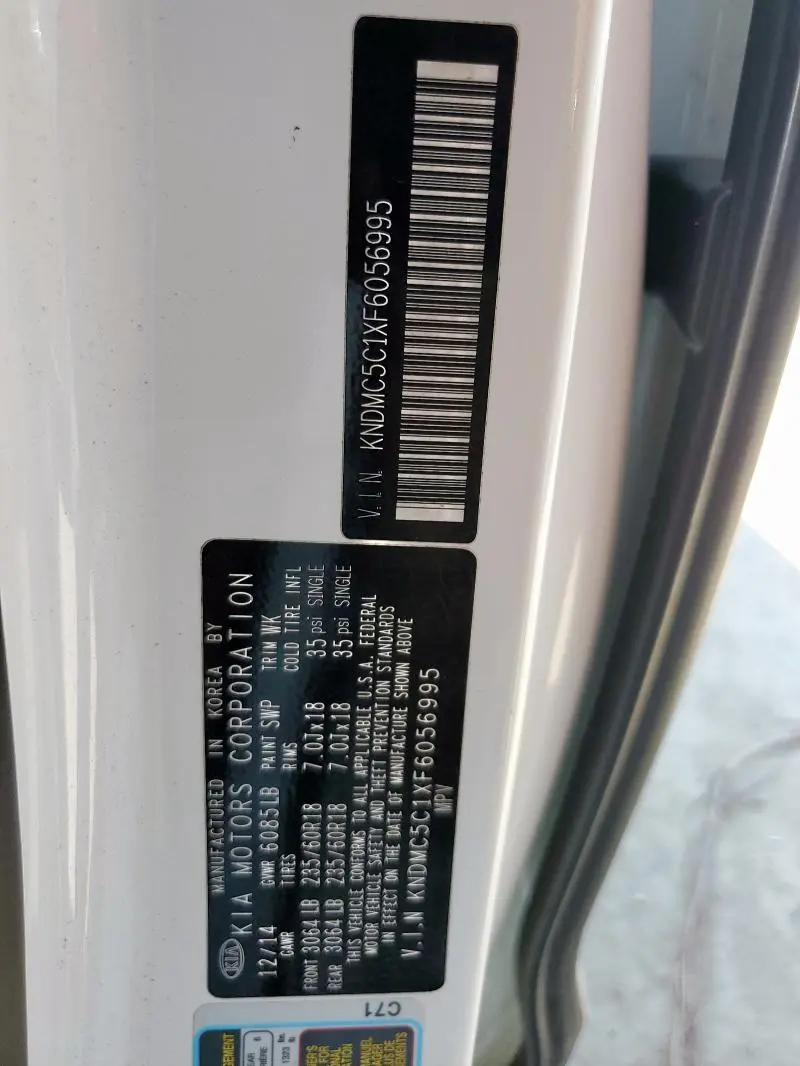 V.I.N. KNDMC5C1XF6056995
MANUFACTURED IN KOREA BY
KIA KIA MOTORS CORPORATION
12/14 GVWR 6085LB PAINT SWP TRIM WK
GAWR TIRES RIMS COLD TIRE INFL
FRONT 3064LB 235/60R18 7.0Jx18 35psi SINGLE
REAR 3064LB 235/60R18 7.0Jx18 35psi SINGLE
THIS VEHICLE CONFORMS TO ALL APPLICABLE U.S.A. FEDERAL
MOTOR VEHICLE SAFETY AND THEFT PREVENTION STANDARDS
IN EFFECT ON THE DATE OF MANUFACTURE SHOWN ABOVE
V.I.N KNDMC5C1XF6056995
MPV
C71